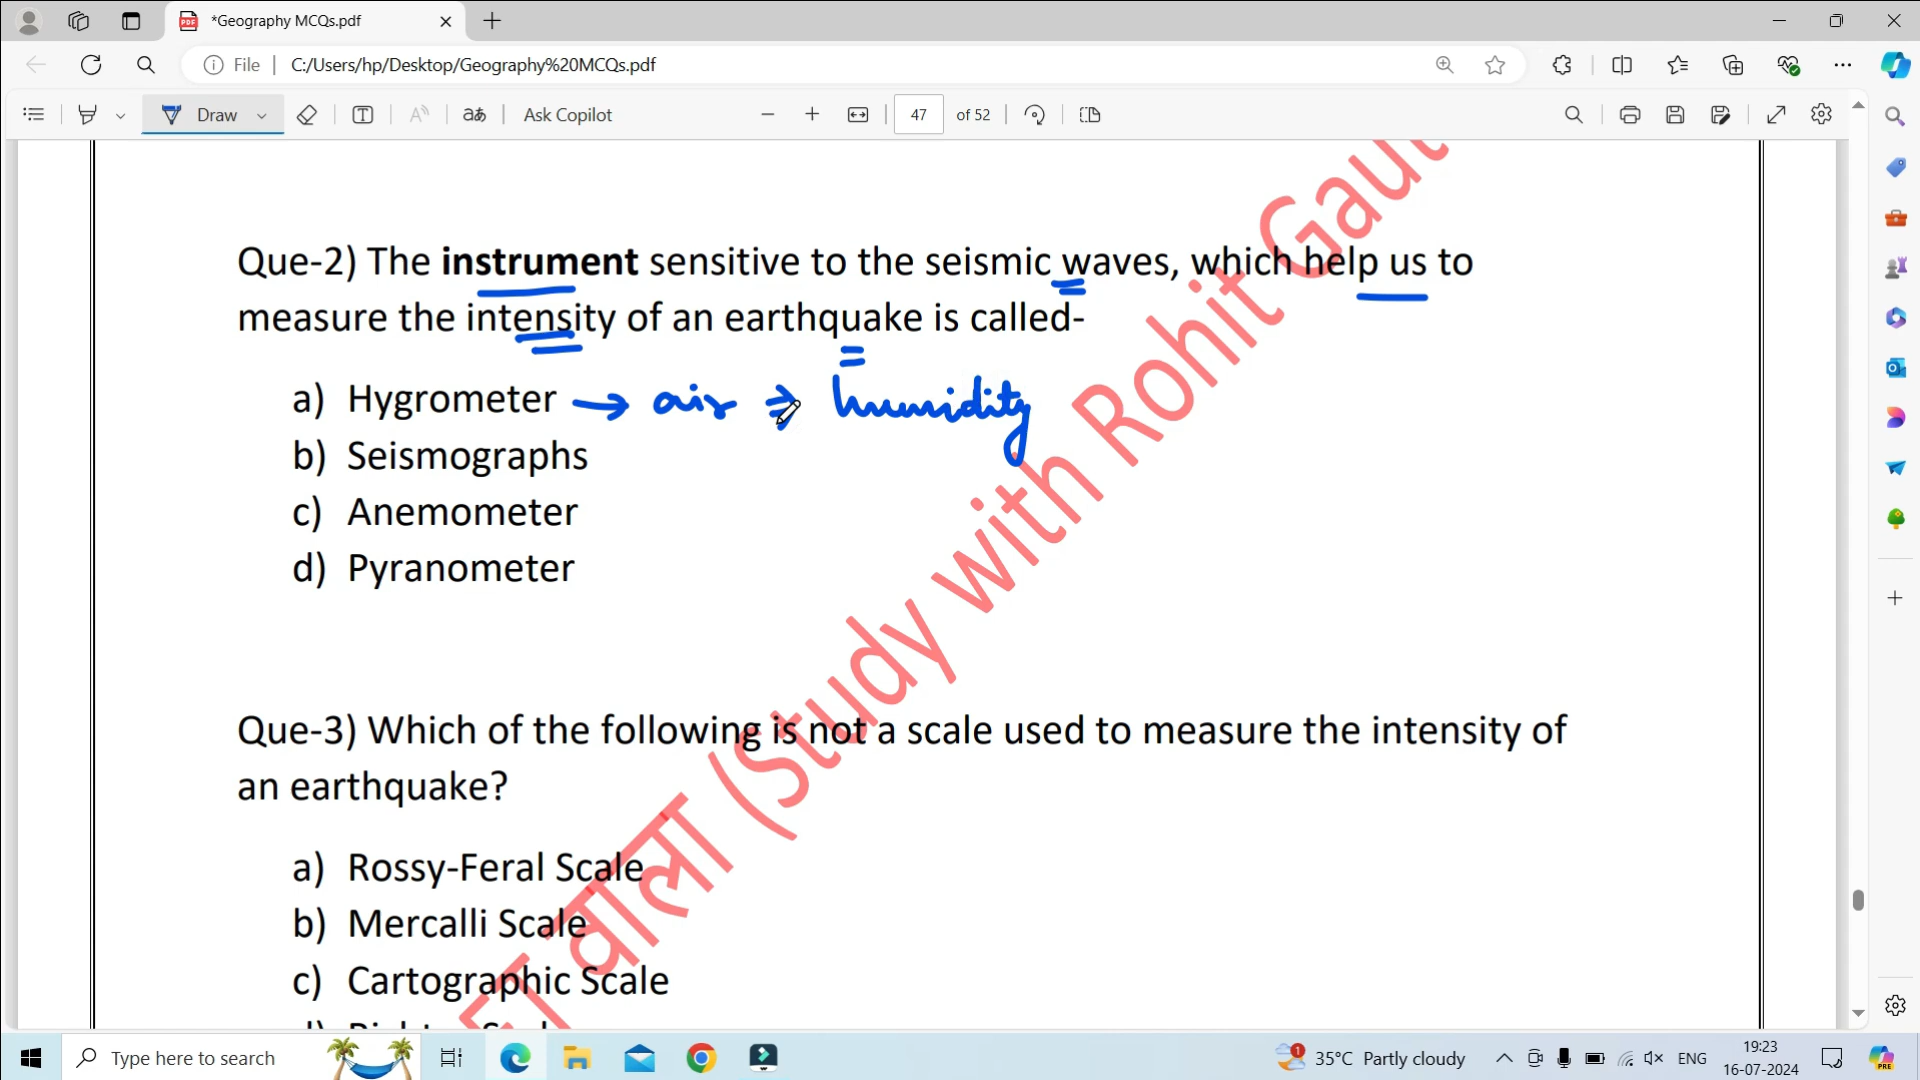 *Geography MCQs.pdf
File
C:/Users/hp/Desktop/Geography%20MCQs.pdf
Draw
Ask Copilot
47 of 52
Que-2) The instrument sensitive to the seismic waves, which help us to
measure the intensity of an earthquake is called-
a) Hygrometer → air ⇒ humidity
b) Seismographs
c) Anemometer
d) Pyranometer
Que-3) Which of the following is not a scale used to measure the intensity of
an earthquake?
a) Rossy-Feral Scale
b) Mercalli Scale
c) Cartographic Scale
वाला (Study with Rohit
Type here to search
35°C Partly cloudy
ENG
19:23
16-07-2024